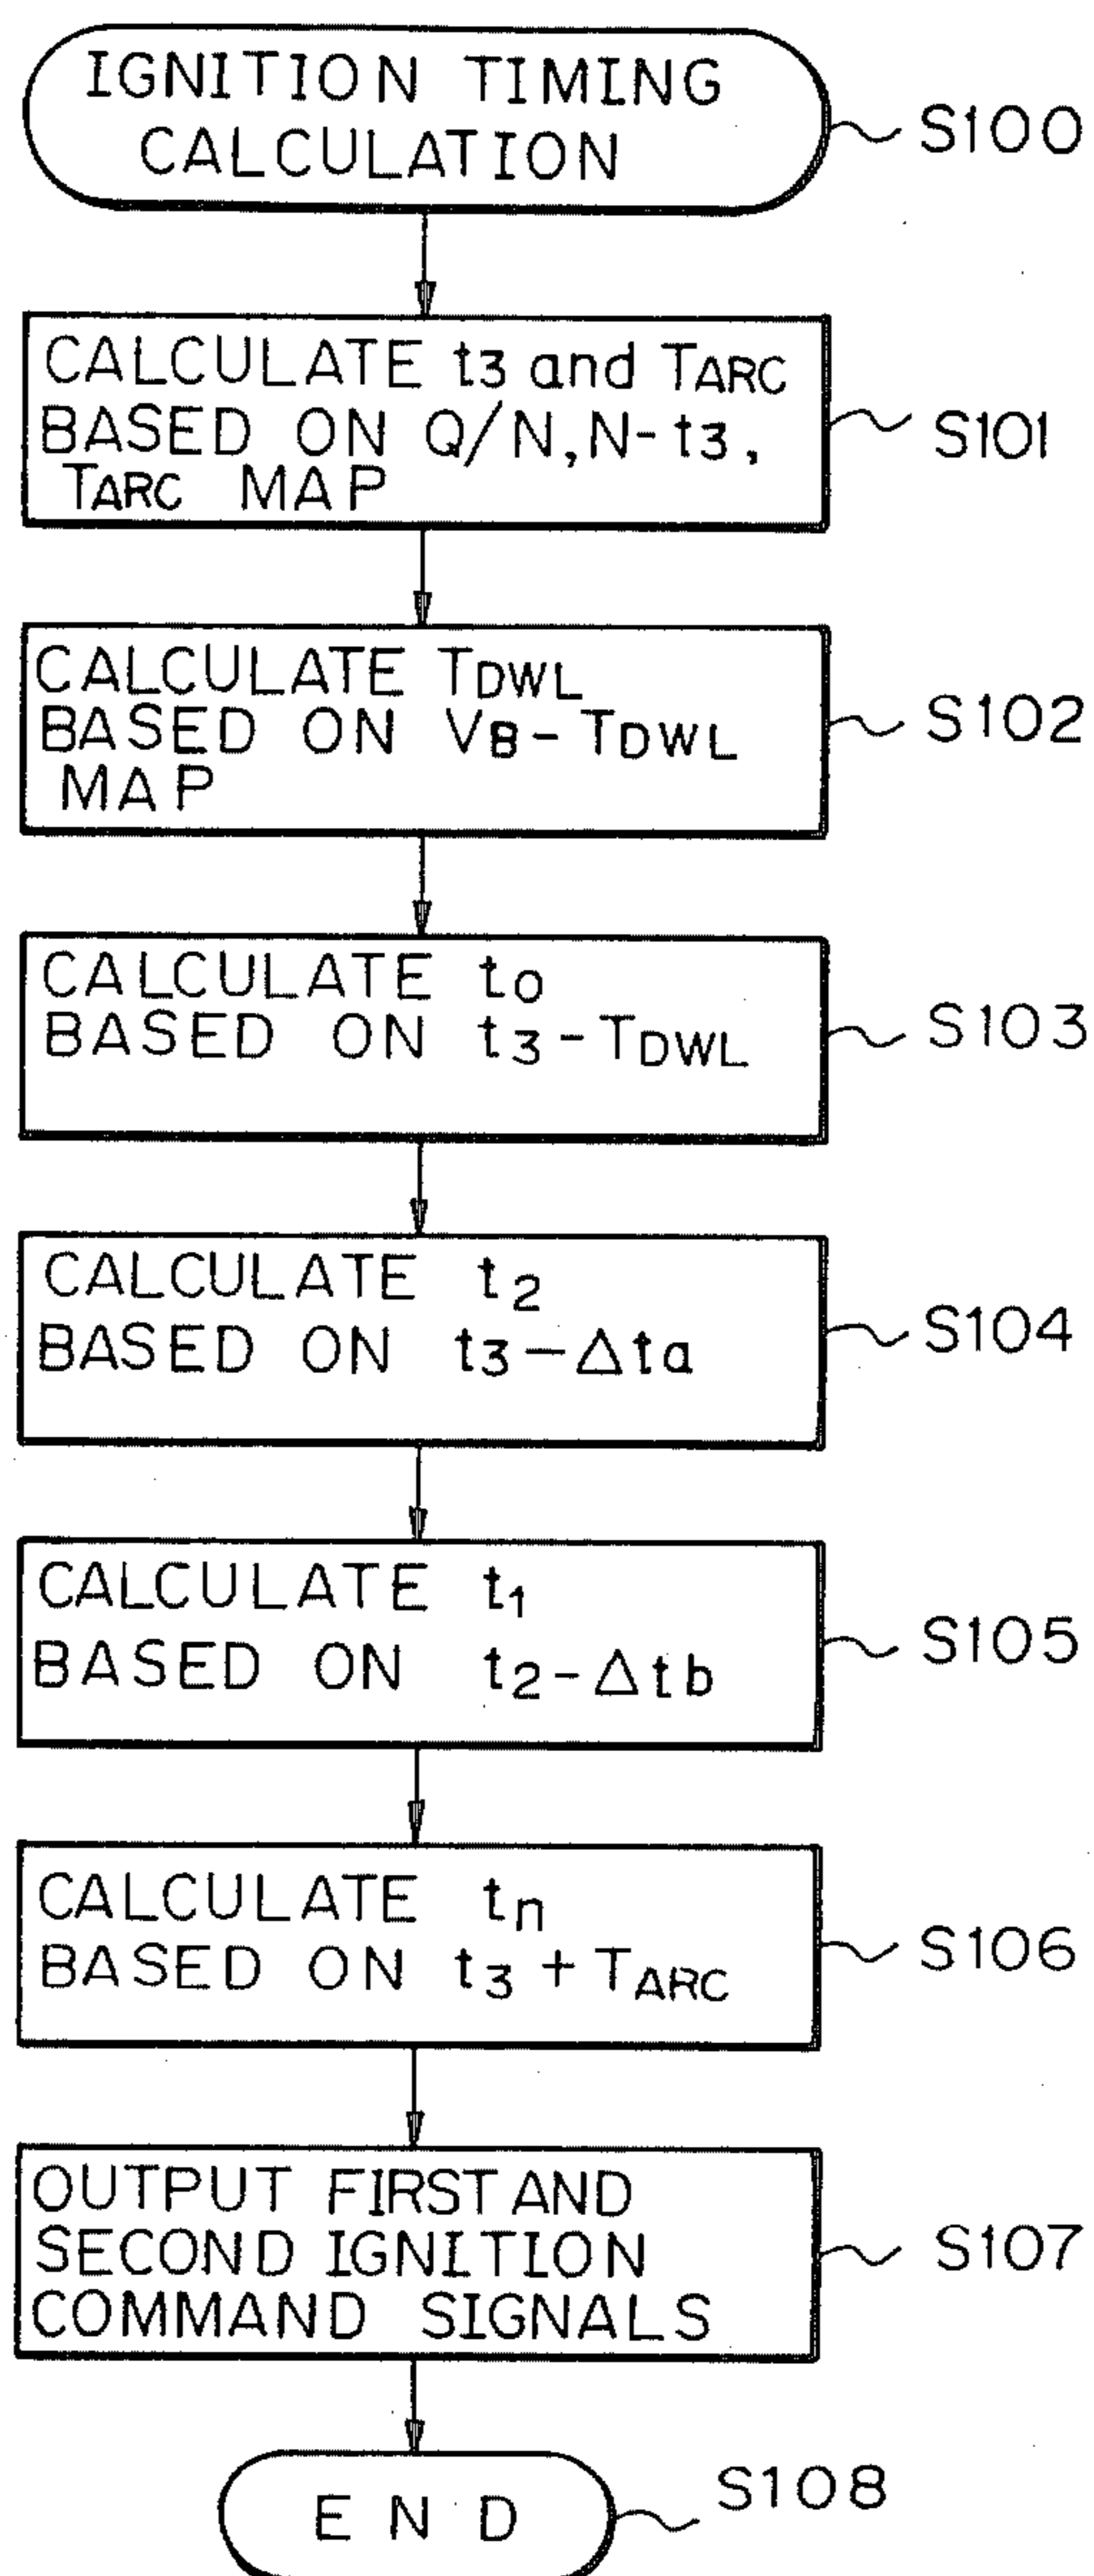 IGNITION TIMING
CALCULATION
S100
CALCULATE t3 and TARC
BASED ON Q/N, N-t3,
TARC MAP
S101
CALCULATE TDWL
BASED ON VB-TDWL
MAP
S102
CALCULATE t0
BASED ON t3-TDWL
S103
CALCULATE t2
BASED ON t3-Δta
S104
CALCULATE t1
BASED ON t2-Δtb
S105
CALCULATE tn
BASED ON t3+TARC
S106
OUTPUT FIRST AND
SECOND IGNITION
COMMAND SIGNALS
S107
END
S108